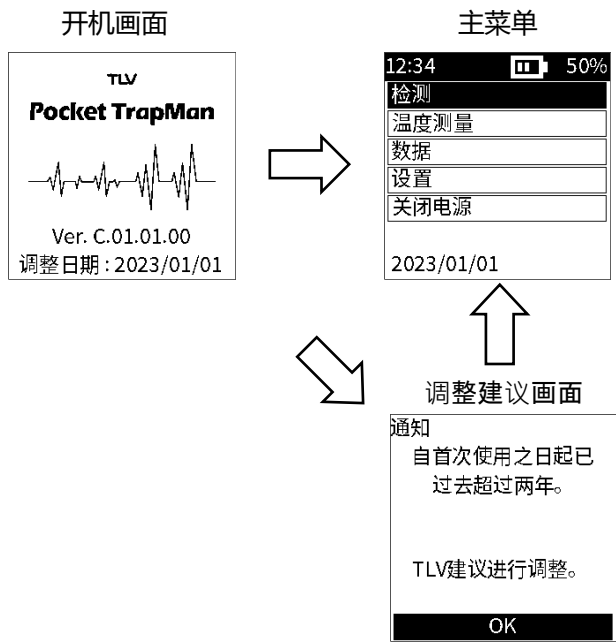 开机画面
TLV
Pocket TrapMan
Ver. C.01.01.00
调整日期：2023/01/01
主菜单
12:34 50%
检测
温度测量
数据
设置
关闭电源
2023/01/01
调整建议画面
通知
自首次使用之日起已
过去超过两年。
TLV建议进行调整。
OK